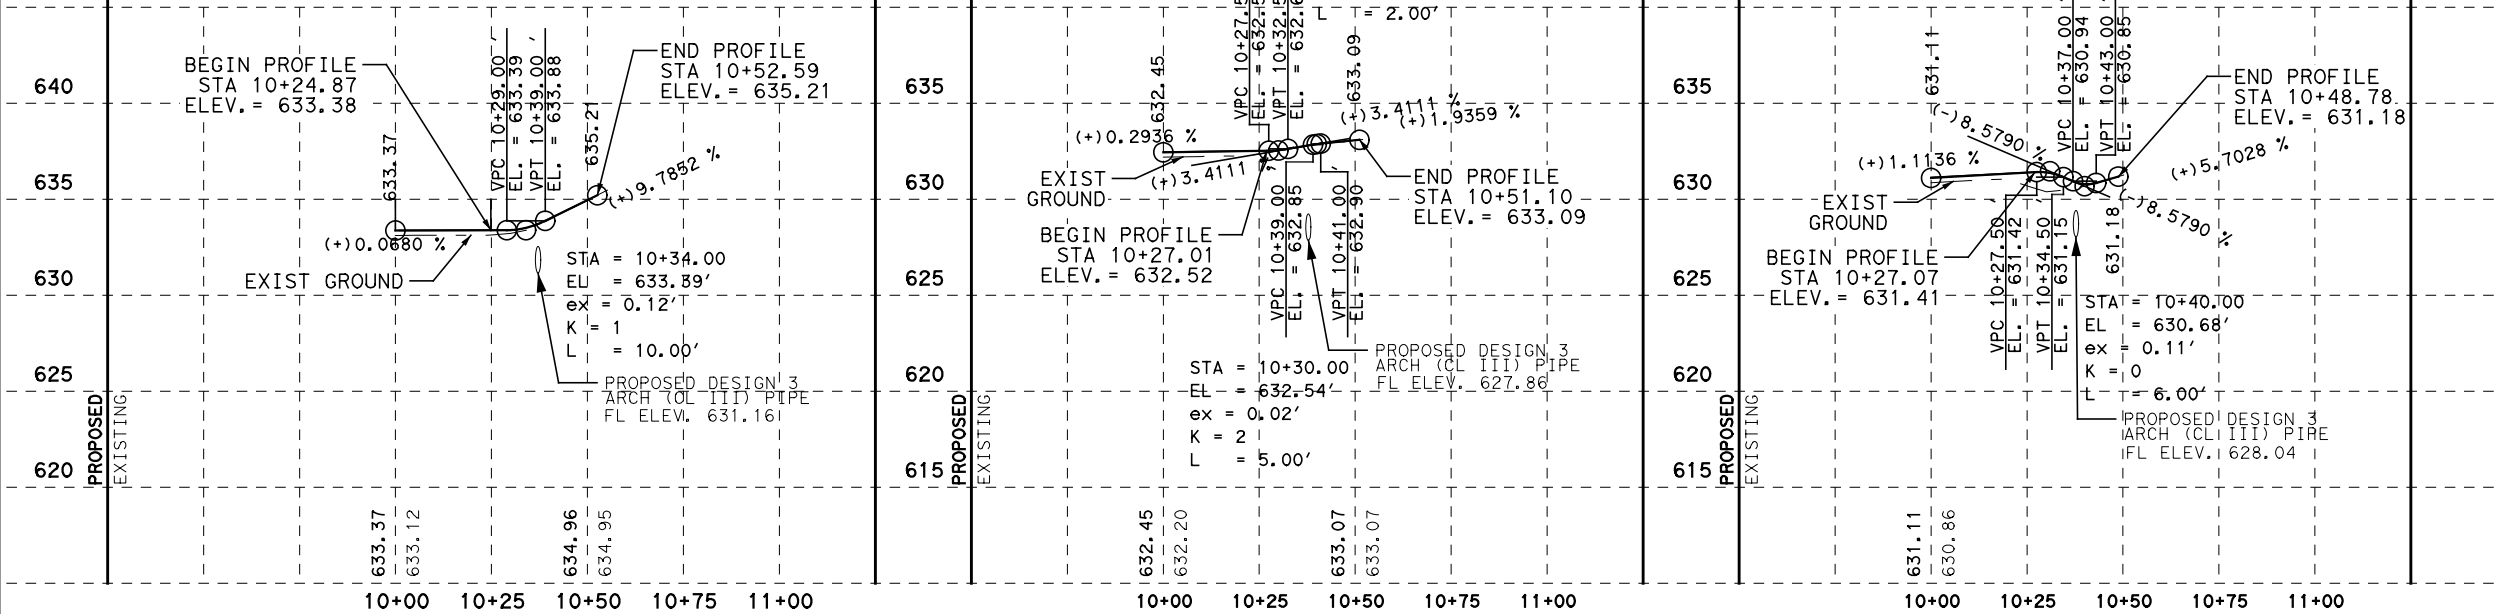 640
635
630
625
620
PROPOSED
EXISTING
BEGIN PROFILE
STA 10+24.87
ELEV.= 633.38
633.37
VPC 10+29.00 '
EL. = 633.39
VPT 10+39.00 '
EL. = 633.88
635.21
END PROFILE
STA 10+52.59
ELEV.= 635.21
(+)9.7852 %
(+)0.0680 %
EXIST GROUND
STA = 10+34.00
EL = 633.39'
ex = 0.12'
K = 1
L = 10.00'
PROPOSED DESIGN 3
ARCH (CL III) PIPE
FL ELEV. 631.16
633.37
633.12
634.96
634.95
10+00
10+25
10+50
10+75
11+00
635
630
625
620
615
PROPOSED
EXISTING
L = 2.00'
632.45
VPC 10+27.5
EL. = 632.5
VPT 10+32.5
EL. = 632.6
633.09
(+)3.4111 %
(+)1.9359 %
(+)0.2936 %
(+)3.4111
EXIST
GROUND
BEGIN PROFILE
STA 10+27.01
ELEV.= 632.52
VPC 10+39.00 '
EL. = 632.85
VPT 10+41.00 '
EL. = 632.90
END PROFILE
STA 10+51.10
ELEV.= 633.09
STA = 10+30.00
EL = 632.54'
ex = 0.02'
K = 2
L = 5.00'
PROPOSED DESIGN 3
ARCH (CL III) PIPE
FL ELEV. 627.86
632.45
632.20
633.07
633.07
10+00
10+25
10+50
10+75
11+00
635
630
625
620
615
PROPOSED
EXISTING
631.11
VPC 10+37.00
EL. = 630.94
VPT 10+43.00
EL. = 630.85
END PROFILE
STA 10+48.78
ELEV.= 631.18
(-)8.5790 %
(+)1.1136 %
(+)5.7028 %
(-)8.5790 %
EXIST
GROUND
BEGIN PROFILE
STA 10+27.07
ELEV.= 631.41
VPC 10+27.50 '
EL. = 631.42
VPT 10+34.50 '
EL. = 631.15
631.18
STA = 10+40.00
EL = 630.68'
ex = 0.11'
K = 0
L = 6.00'
PROPOSED DESIGN 3
ARCH (CL III) PIPE
FL ELEV. 628.04
631.11
630.86
10+00
10+25
10+50
10+75
11+00